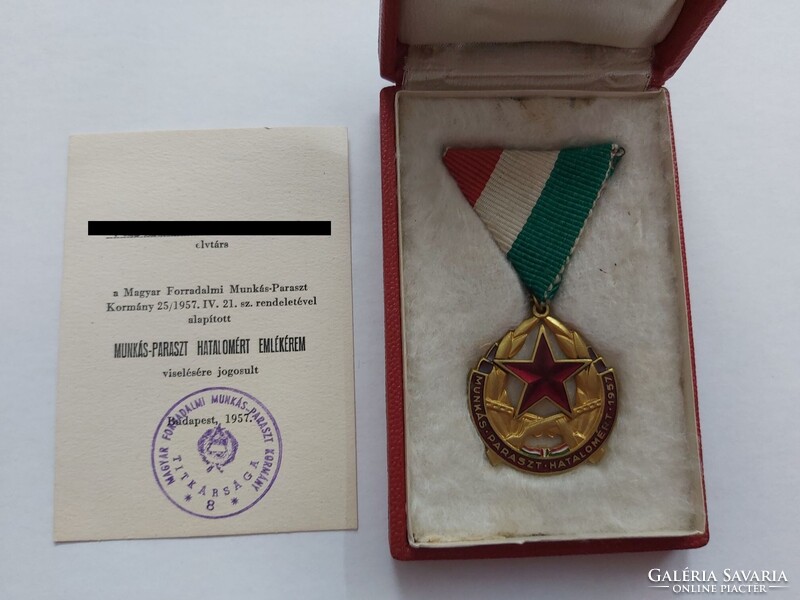 elvtárs
a Magyar Forradalmi Munkás-Paraszt
Kormány 25/1957. IV. 21. sz. rendeletével
alapított
MUNKÁS-PARASZT HATALOMÉRT EMLÉKÉREM
viselésére jogosult
Budapest, 1957.
MAGYAR FORRADALMI MUNKÁS-PARASZT KORMÁNY
TITKÁRSÁGA
* 8 *
MUNKÁS·PARASZT·HATALOMÉRT·1957
GALÉRIA SAVARIA
ONLINE PIACTÉR